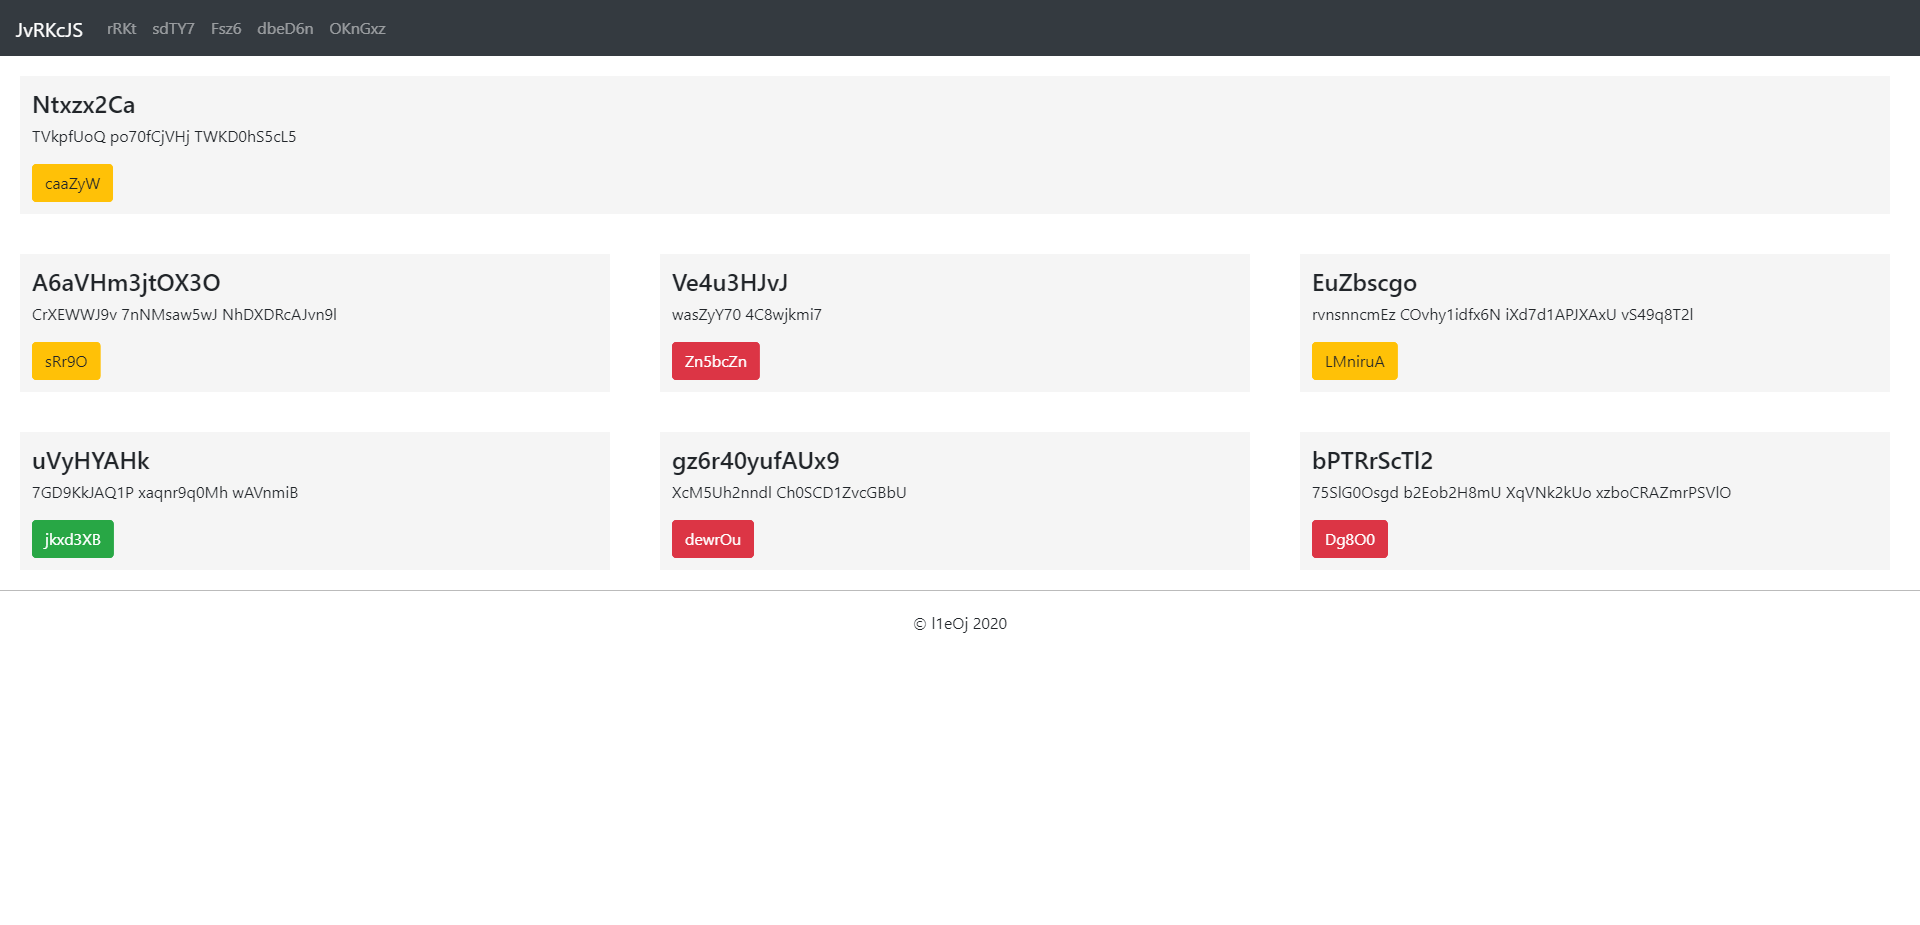 JvRKcJS rRKt sdTY7 Fsz6 dbeD6n OKnGxz
Ntxzx2Ca
TVkpfUoQ po70fCjVHj TWKD0hS5cL5
caaZyW
A6aVHm3jtOX3O
CrXEWWJ9v 7nNMsaw5wJ NhDXDRcAJvn9l
sRr9O
Ve4u3HJvJ
wasZyY70 4C8wjkmi7
Zn5bcZn
EuZbscgo
rvnsnncmEz COvhy1idfx6N iXd7d1APJXAxU vS49q8T2l
LMniruA
uVyHYAHk
7GD9KkJAQ1P xaqnr9q0Mh wAVnmiB
jkxd3XB
gz6r40yufAUx9
XcM5Uh2nndl Ch0SCD1ZvcGBbU
dewrOu
bPTRrScTl2
75SlG0Osgd b2Eob2H8mU XqVNk2kUo xzboCRAZmrPSVlO
Dg8O0
© l1eOj 2020